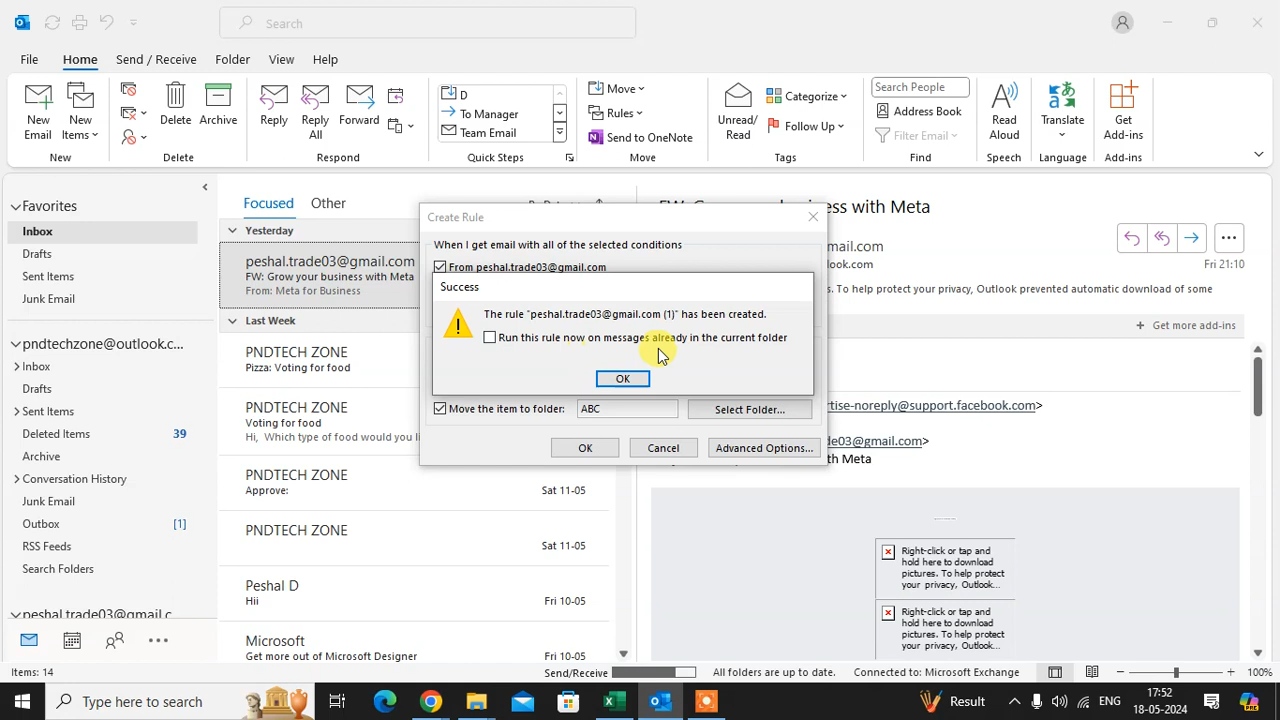 Search
File Home Send / Receive Folder View Help
New Email
New Items
Delete
Archive
Reply
Reply All
Forward
D
To Manager
Team Email
Move
Rules
Send to OneNote
Unread/ Read
Categorize
Follow Up
Search People
Address Book
Filter Email
Read Aloud
Translate
Get Add-ins
New Delete Respond Quick Steps Move Tags Find Speech Language Add-ins
Favorites
Inbox
Drafts
Sent Items
Junk Email
pndtechzone@outlook.c...
Inbox
Drafts
Sent Items
Deleted Items 39
Archive
Conversation History
Junk Email
Outbox [1]
RSS Feeds
Search Folders
peshal.trade03@gmail.c
Focused Other
Yesterday
peshal.trade03@gmail.com
FW: Grow your business with Meta
From: Meta for Business
Last Week
PNDTECH ZONE
Pizza: Voting for food
PNDTECH ZONE
Voting for food
Hi, Which type of food would you li
PNDTECH ZONE
Approve: Sat 11-05
PNDTECH ZONE
Sat 11-05
Peshal D
Hii Fri 10-05
Microsoft
Get more out of Microsoft Designer Fri 10-05
Create Rule
When I get email with all of the selected conditions
From peshal.trade03@gmail.com
Success
The rule "peshal.trade03@gmail.com (1)" has been created.
Run this rule now on messages already in the current folder
OK
Move the item to folder: ABC Select Folder...
OK Cancel Advanced Options...
ess with Meta
mail.com
ok.com Fri 21:10
. To help protect your privacy, Outlook prevented automatic download of some
Get more add-ins
ertise-noreply@support.facebook.com>
de03@gmail.com>
th Meta
Right-click or tap and
hold here to download
pictures. To help protect
your privacy, Outlook...
Right-click or tap and
hold here to download
pictures. To help protect
your privacy, Outlook...
Items: 14 Send/Receive All folders are up to date. Connected to: Microsoft Exchange 100%
Type here to search Result ENG 17:52
18-05-2024